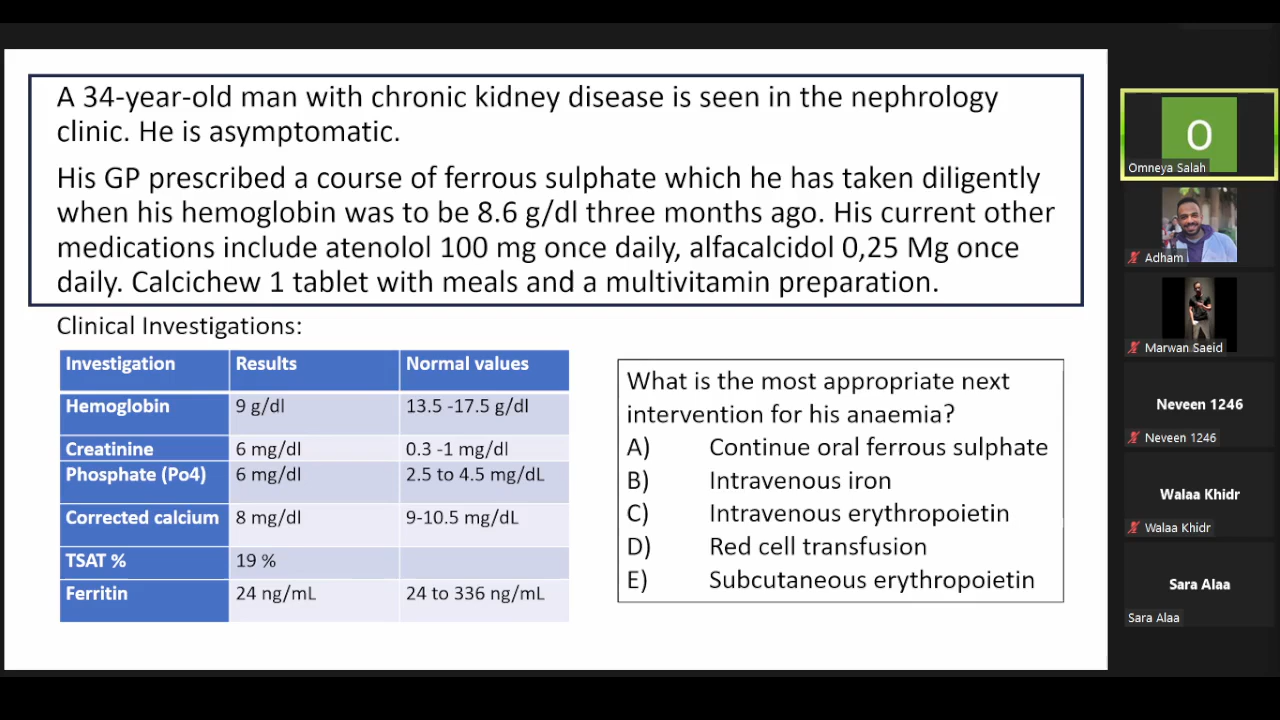 A 34-year-old man with chronic kidney disease is seen in the nephrology
clinic. He is asymptomatic.
His GP prescribed a course of ferrous sulphate which he has taken diligently
when his hemoglobin was to be 8.6 g/dl three months ago. His current other
medications include atenolol 100 mg once daily, alfacalcidol 0,25 Mg once
daily. Calcichew 1 tablet with meals and a multivitamin preparation.
Clinical Investigations:
Investigation Results Normal values
Hemoglobin 9 g/dl 13.5 -17.5 g/dl
Creatinine 6 mg/dl 0.3 -1 mg/dl
Phosphate (Po4) 6 mg/dl 2.5 to 4.5 mg/dL
Corrected calcium 8 mg/dl 9-10.5 mg/dL
TSAT % 19 %
Ferritin 24 ng/mL 24 to 336 ng/mL
What is the most appropriate next
intervention for his anaemia?
A) Continue oral ferrous sulphate
B) Intravenous iron
C) Intravenous erythropoietin
D) Red cell transfusion
E) Subcutaneous erythropoietin
O
Omneya Salah
Adham
Marwan Saeid
Neveen 1246
Neveen 1246
Walaa Khidr
Walaa Khidr
Sara Alaa
Sara Alaa